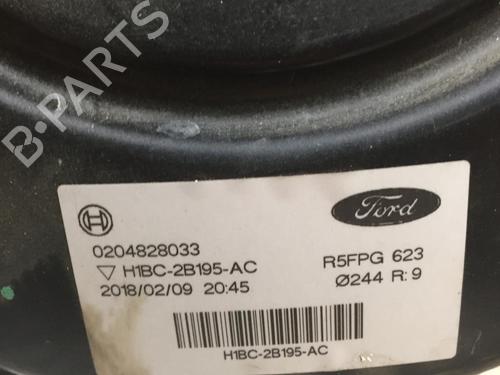 B-PARTS
Ford
0204828033
▽ H1BC-2B195-AC
2018/02/09 20:45
R5FPG 623
Ø244 R:9
H1BC-2B195-AC